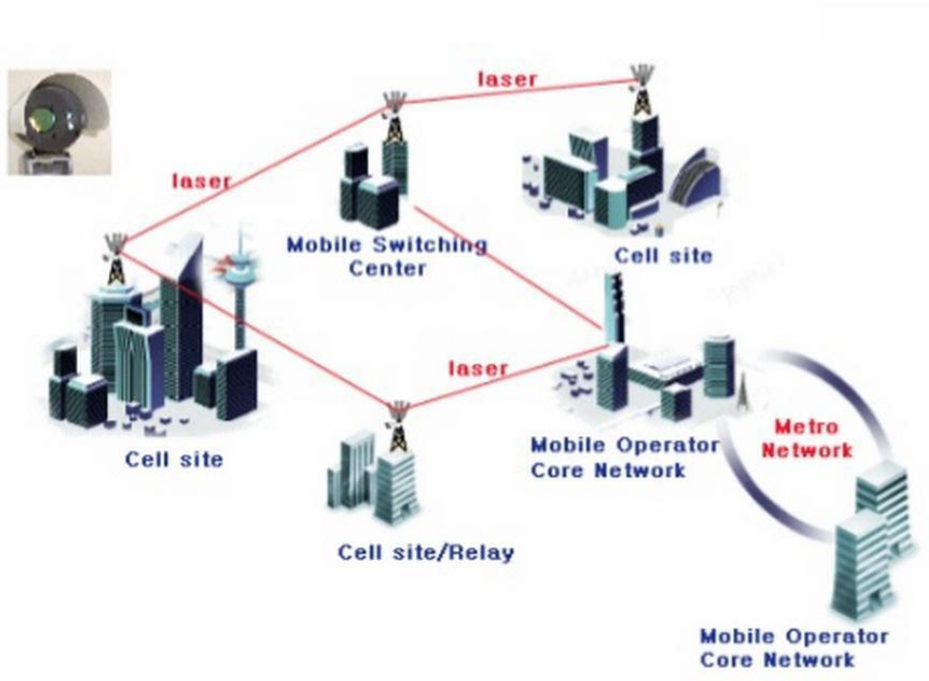 laser
laser
Mobile Switching
Center
Cell site
laser
Cell site
Mobile Operator
Core Network
Metro
Network
Cell site/Relay
Mobile Operator
Core Network